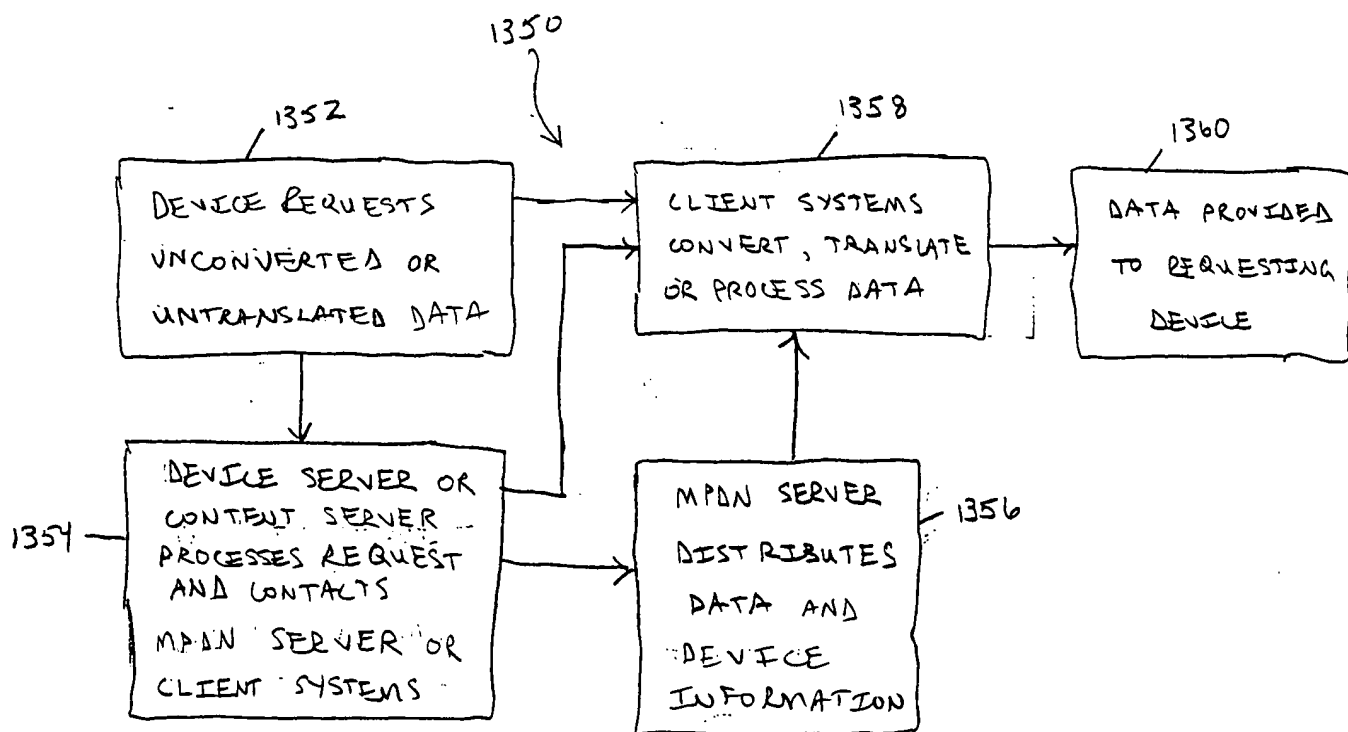 1350
1352
DEVICE REQUESTS
UNCONVERTED OR
UNTRANSLATED DATA
1358
CLIENT SYSTEMS
CONVERT, TRANSLATE
OR PROCESS DATA
1360
DATA PROVIDED
TO REQUESTING
DEVICE
1354
DEVICE SERVER OR
CONTENT SERVER
PROCESSES REQUEST
AND CONTACTS
MPDN SERVER OR
CLIENT SYSTEMS
1356
MPDN SERVER
DISTRIBUTES
DATA AND
DEVICE
INFORMATION